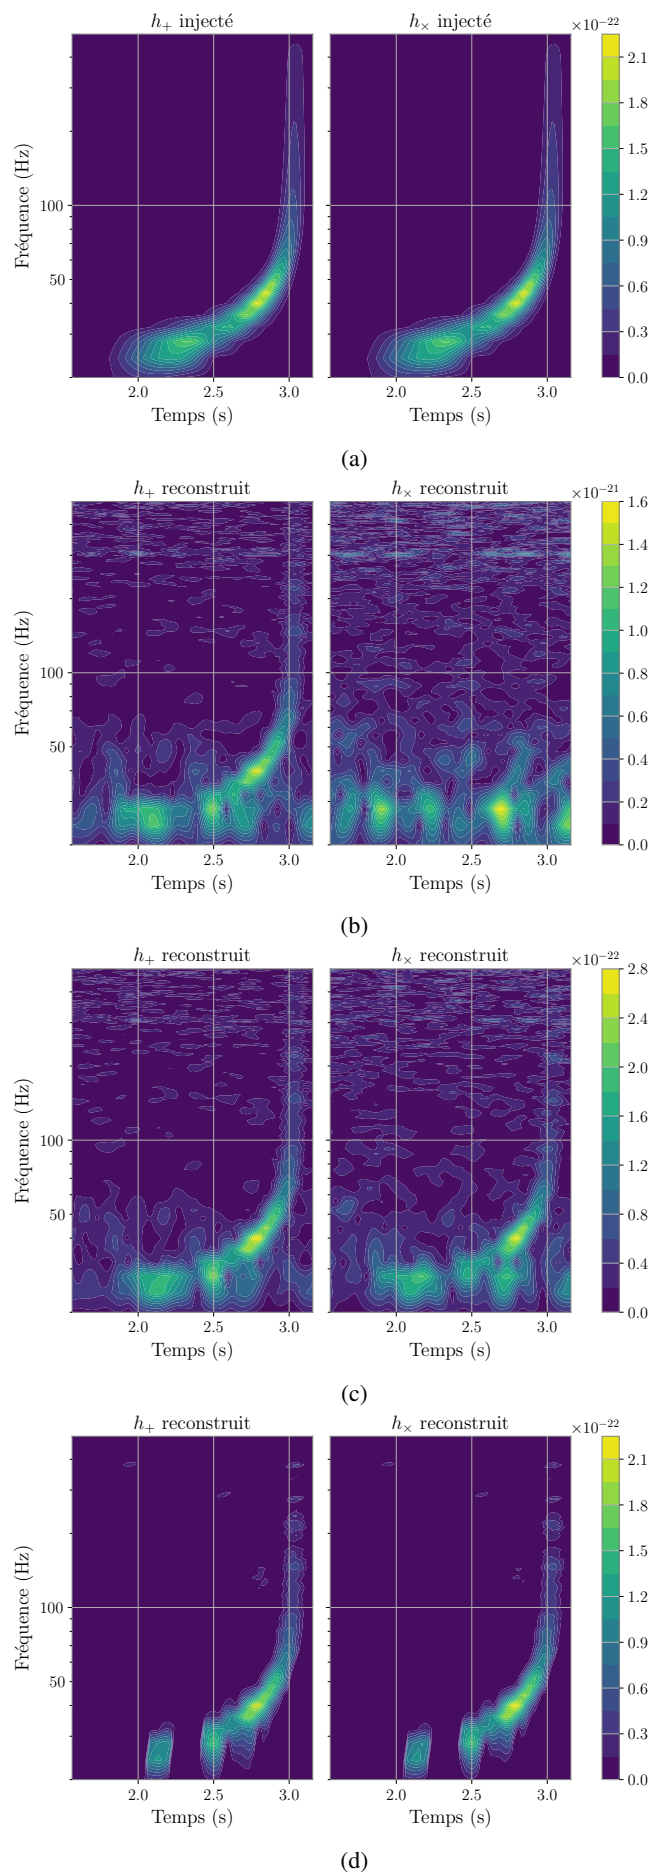 h₊ injecté
h× injecté
×10⁻²²
Fréquence (Hz)
100
50
2.0 2.5 3.0
2.0 2.5 3.0
Temps (s)
Temps (s)
2.1
1.8
1.5
1.2
0.9
0.6
0.3
0.0
(a)
h₊ reconstruit
h× reconstruit
×10⁻²¹
Fréquence (Hz)
100
50
2.0 2.5 3.0
2.0 2.5 3.0
Temps (s)
Temps (s)
1.6
1.4
1.2
1.0
0.8
0.6
0.4
0.2
0.0
(b)
h₊ reconstruit
h× reconstruit
×10⁻²²
Fréquence (Hz)
100
50
2.0 2.5 3.0
2.0 2.5 3.0
Temps (s)
Temps (s)
2.8
2.4
2.0
1.6
1.2
0.8
0.4
0.0
(c)
h₊ reconstruit
h× reconstruit
×10⁻²²
Fréquence (Hz)
100
50
2.0 2.5 3.0
2.0 2.5 3.0
Temps (s)
Temps (s)
2.1
1.8
1.5
1.2
0.9
0.6
0.3
0.0
(d)